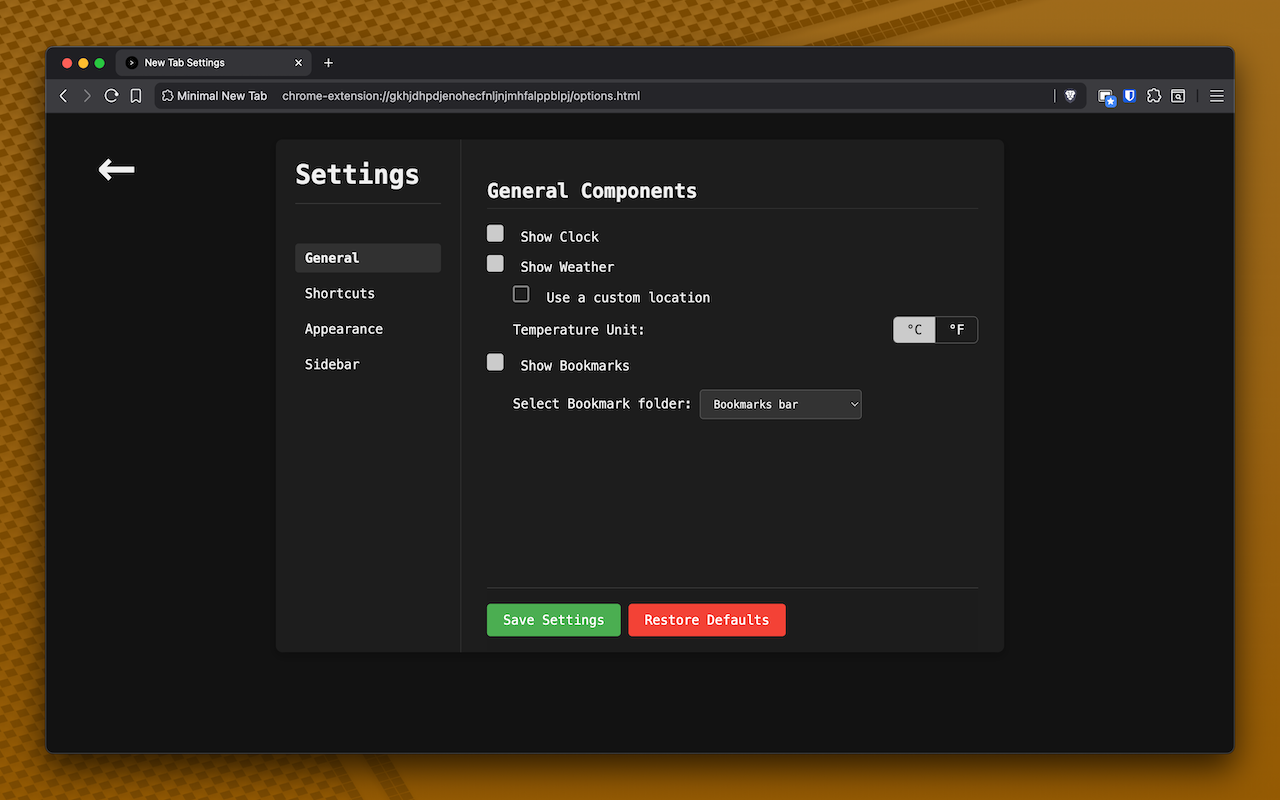 New Tab Settings
Minimal New Tab chrome-extension://gkhjdhpdjenohecfnljnjmhfalppblpj/options.html
Settings
General
Shortcuts
Appearance
Sidebar
General Components
Show Clock
Show Weather
Use a custom location
Temperature Unit: °C °F
Show Bookmarks
Select Bookmark folder: Bookmarks bar
Save Settings Restore Defaults